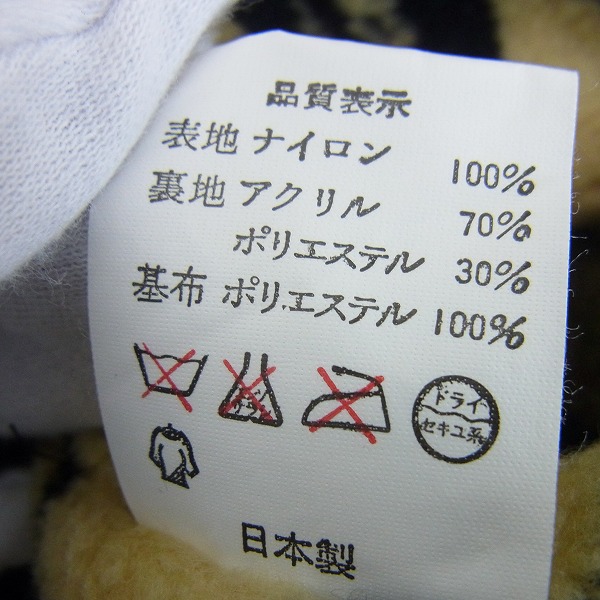 品質表示
表地 ナイロン 100%
裏地 アクリル 70%
ポリエステル 30%
基布 ポリエステル 100%
ドライ
セキユ系
日本製